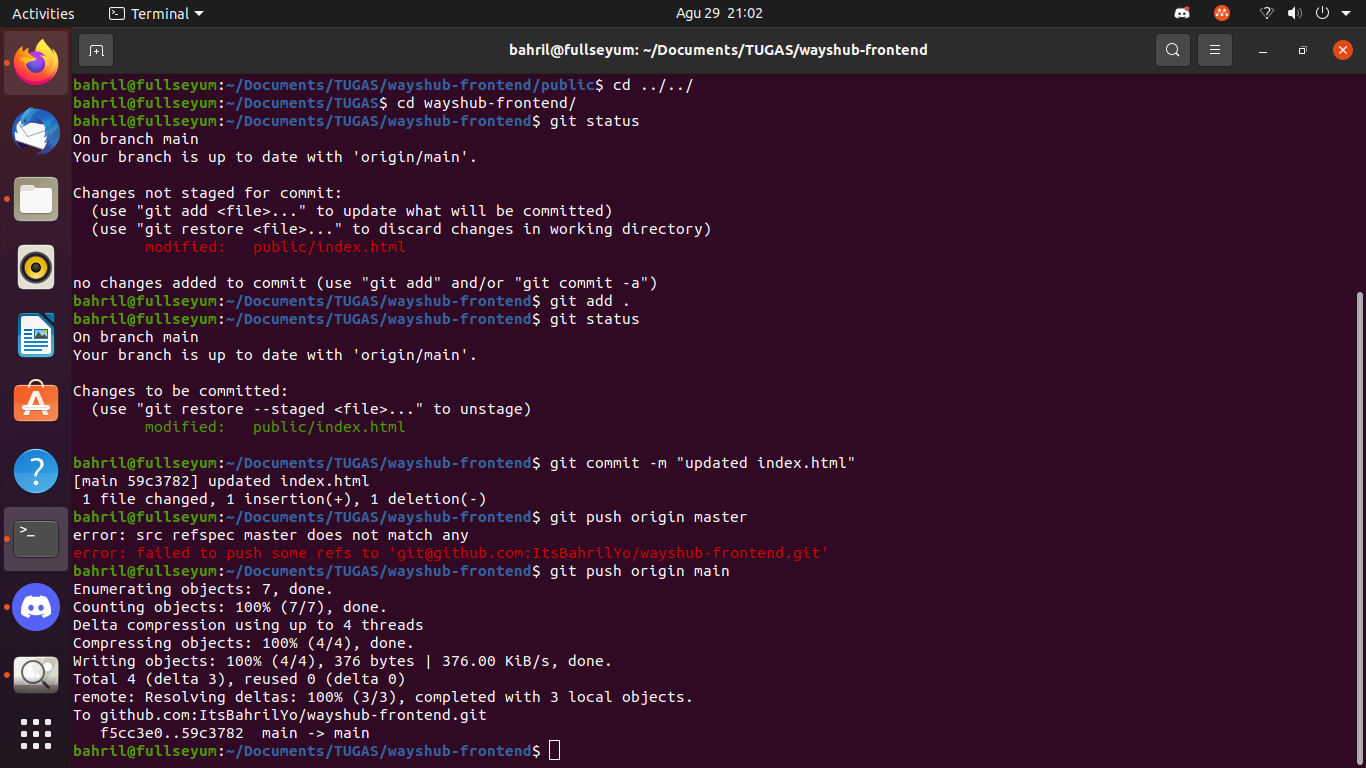 Activities
Terminal
Agu 29 21:02
bahril@fullseyum: ~/Documents/TUGAS/wayshub-frontend
bahril@fullseyum:~/Documents/TUGAS/wayshub-frontend/public$ cd ../../
bahril@fullseyum:~/Documents/TUGAS$ cd wayshub-frontend/
bahril@fullseyum:~/Documents/TUGAS/wayshub-frontend$ git status
On branch main
Your branch is up to date with 'origin/main'.
Changes not staged for commit:
  (use "git add <file>..." to update what will be committed)
  (use "git restore <file>..." to discard changes in working directory)
        modified:   public/index.html
no changes added to commit (use "git add" and/or "git commit -a")
bahril@fullseyum:~/Documents/TUGAS/wayshub-frontend$ git add .
bahril@fullseyum:~/Documents/TUGAS/wayshub-frontend$ git status
On branch main
Your branch is up to date with 'origin/main'.
Changes to be committed:
  (use "git restore --staged <file>..." to unstage)
        modified:   public/index.html
bahril@fullseyum:~/Documents/TUGAS/wayshub-frontend$ git commit -m "updated index.html"
[main 59c3782] updated index.html
 1 file changed, 1 insertion(+), 1 deletion(-)
bahril@fullseyum:~/Documents/TUGAS/wayshub-frontend$ git push origin master
error: src refspec master does not match any
error: failed to push some refs to 'git@github.com:ItsBahrilYo/wayshub-frontend.git'
bahril@fullseyum:~/Documents/TUGAS/wayshub-frontend$ git push origin main
Enumerating objects: 7, done.
Counting objects: 100% (7/7), done.
Delta compression using up to 4 threads
Compressing objects: 100% (4/4), done.
Writing objects: 100% (4/4), 376 bytes | 376.00 KiB/s, done.
Total 4 (delta 3), reused 0 (delta 0)
remote: Resolving deltas: 100% (3/3), completed with 3 local objects.
To github.com:ItsBahrilYo/wayshub-frontend.git
   f5cc3e0..59c3782  main -> main
bahril@fullseyum:~/Documents/TUGAS/wayshub-frontend$